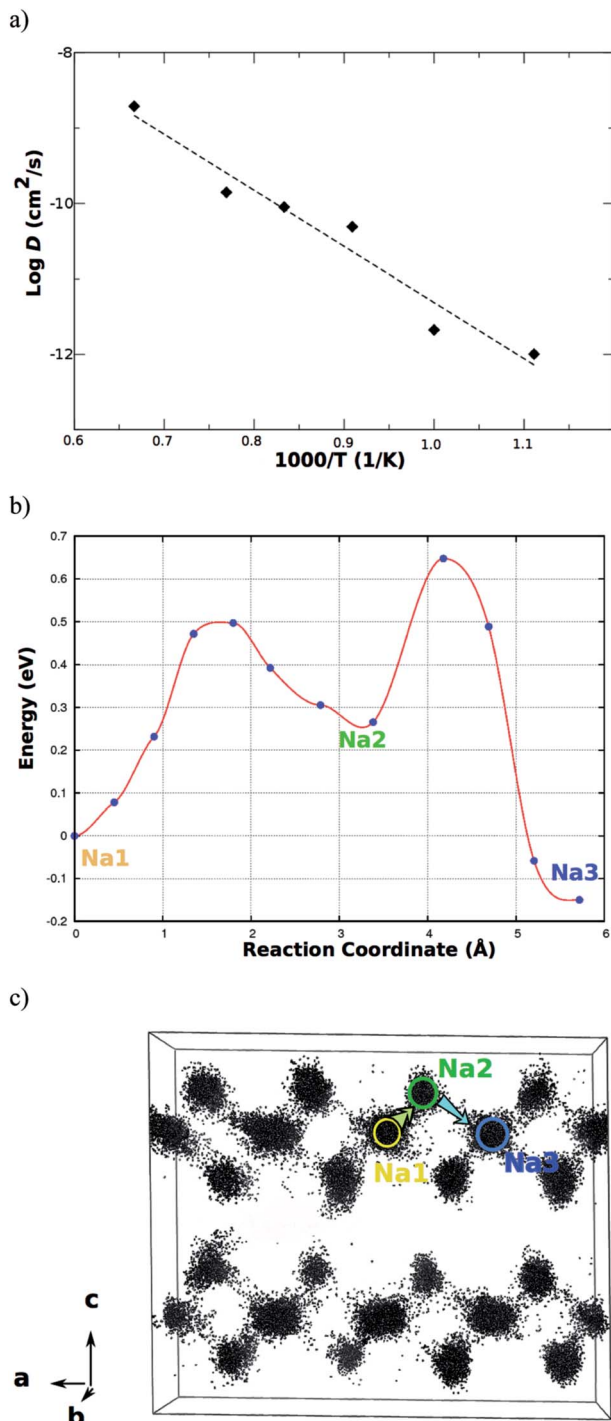 a)
-8
-10
-12
Log D (cm²/s)
0.6 0.7 0.8 0.9 1.0 1.1
1000/T (1/K)
b)
0.7
0.6
0.5
0.4
0.3
0.2
0.1
0
-0.1
-0.2
Energy (eV)
Na1
Na2
Na3
0 1 2 3 4 5 6
Reaction Coordinate (Å)
c)
Na2
Na1
Na3
c
a
b